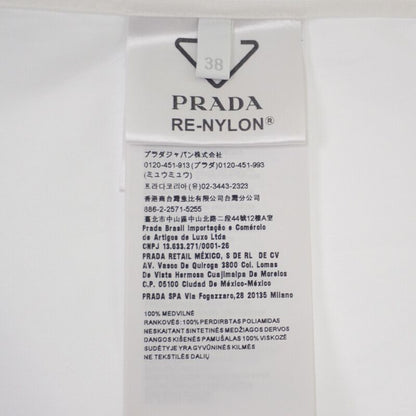 38
PRADA
RE-NYLON®
プラダジャパン株式会社
0120-451-913 (プラダ)0120-451-993
(ミュウミュウ)
프라다코리아(유)02-3443-2323
香港商台灣普比有限公司台灣分公司
886-2-2571-5945
臺北市中山區中山北路二段44號12樓A室
Prada Brasil Importação e Comércio
de Artigos de Luxo Ltda
CNPJ 13.633.271/0001-26
PRADA RETAIL MÉXICO, S DE RL DE CV
AV. Vasco De Quiroga 3800 Col. Lomas
De Vista Hermosa Cuajimalpa De Morelos
C.P. 05100 Ciudad De México-México
PRADA SPA Via Fogazzaro,28 20135 Milano
100% MEDVILNĖ
RANKOVĖS: 100% PERDIRBTAS POLIAMIDAS
NESKAITANT SINTETINĖS MEDŽIAGOS DERVOS
DANGOS KIŠENĖS PAMUŠALAS: 100% VISKOZĖ
SUDĖTYJE YRA GYVŪNINĖS KILMĖS
NE TEKSTILĖS DALIŲ